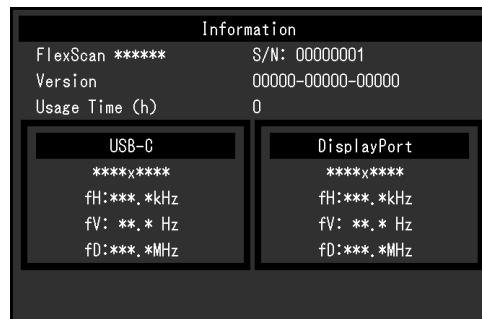 Information
FlexScan ****** S/N: 00000001
Version 00000-00000-00000
Usage Time (h) 0
USB-C DisplayPort
****x**** ****x****
fH:***.*kHz fH:***.*kHz
fV: **.* Hz fV: **.* Hz
fD:***.*MHz fD:***.*MHz